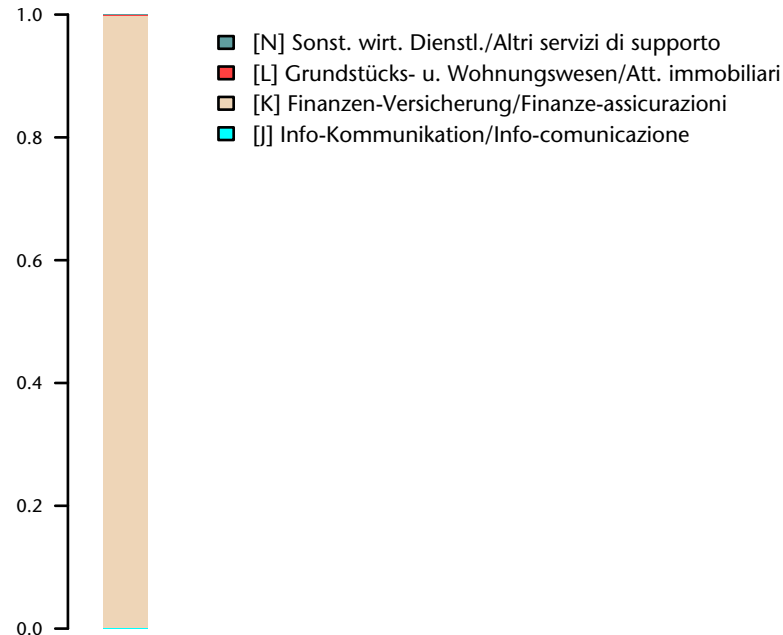 1.0
[N] Sonst. wirt. Dienstl./Altri servizi di supporto
[L] Grundstücks- u. Wohnungswesen/Att. immobiliari
[K] Finanzen-Versicherung/Finanze-assicurazioni
[J] Info-Kommunikation/Info-comunicazione
0.8
0.6
0.4
0.2
0.0